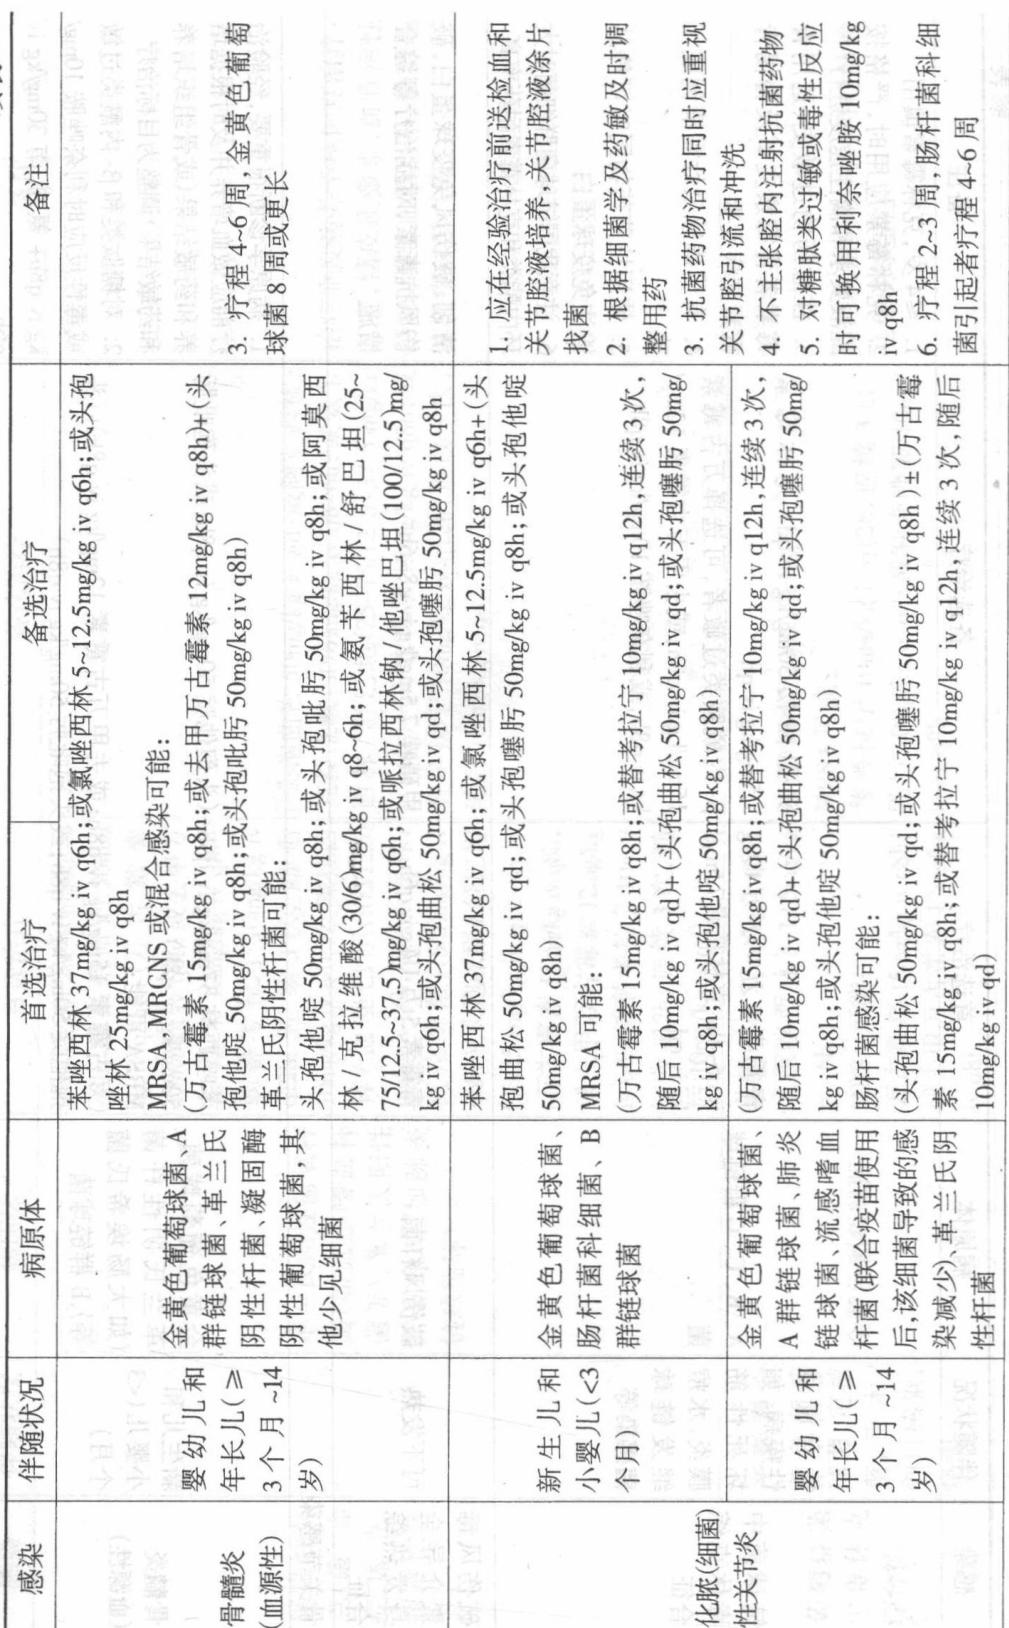 感染
伴随状况
病原体
首选治疗
备选治疗
备注
骨髓炎
(血源性)
婴幼儿和
年长儿(≥
3个月~14
岁)
金黄色葡萄球菌、A
群链球菌、革兰氏
阴性杆菌、凝固酶
阴性葡萄球菌,其
他少见细菌
苯唑西林 37mg/kg iv q6h;或氯唑西林 5~12.5mg/kg iv q6h;或头孢
唑林 25mg/kg iv q8h
MRSA、MRCNS 或混合感染可能:
(万古霉素 15mg/kg iv q8h;或去甲万古霉素 12mg/kg iv q8h)+(头
孢他啶 50mg/kg iv q8h;或头孢吡肟 50mg/kg iv q8h)
革兰氏阴性杆菌可能:
头孢他啶 50mg/kg iv q8h;或头孢吡肟 50mg/kg iv q8h;或阿莫西
林/克拉维酸(30/6)mg/kg iv q8~6h;或氨苄西林/舒巴坦(25~
75/12.5~37.5)mg/kg iv q6h;或哌拉西林钠/他唑巴坦(100/12.5)mg/
kg iv q6h;或头孢曲松 50mg/kg iv qd;或头孢噻肟 50mg/kg iv q8h
3. 疗程 4~6 周,金黄色葡萄
球菌 8 周或更长
化脓(细菌)
性关节炎
新生儿和
小婴儿(<3
个月)
金黄色葡萄球菌、
肠杆菌科细菌、B
群链球菌
苯唑西林 37mg/kg iv q6h;或氯唑西林 5~12.5mg/kg iv q6h+(头
孢曲松 50mg/kg iv qd;或头孢噻肟 50mg/kg iv q8h;或头孢他啶
50mg/kg iv q8h)
MRSA 可能:
(万古霉素 15mg/kg iv q8h;或替考拉宁 10mg/kg iv q12h,连续 3 次,
随后 10mg/kg iv qd)+(头孢曲松 50mg/kg iv qd;或头孢噻肟 50mg/
kg iv q8h;或头孢他啶 50mg/kg iv q8h)
1. 应在经验治疗前送检血和
关节腔液培养,关节腔液涂片
找菌
2. 根据细菌学及药敏及时调
整用药
3. 抗菌药物治疗同时应重视
关节腔引流和冲洗
4. 不主张腔内注射抗菌药物
5. 对糖肽类过敏或毒性反应
时可换用利奈唑胺 10mg/kg
iv q8h
6. 疗程 2~3 周,肠杆菌科细
菌引起者疗程 4~6 周
婴幼儿和
年长儿(≥
3个月~14
岁)
金黄色葡萄球菌、
A 群链球菌、肺炎
链球菌、流感嗜血
杆菌(联合疫苗使用
后,该细菌导致的感
染减少)、革兰氏阴
性杆菌
(万古霉素 15mg/kg iv q8h;或替考拉宁 10mg/kg iv q12h,连续 3 次,
随后 10mg/kg iv qd)+(头孢曲松 50mg/kg iv qd;或头孢噻肟 50mg/
kg iv q8h;或头孢他啶 50mg/kg iv q8h)
肠杆菌感染可能:
(头孢曲松 50mg/kg iv qd;或头孢噻肟 50mg/kg iv q8h)±(万古霉
素 15mg/kg iv q8h;或替考拉宁 10mg/kg iv q12h,连续 3 次,随后
10mg/kg iv qd)